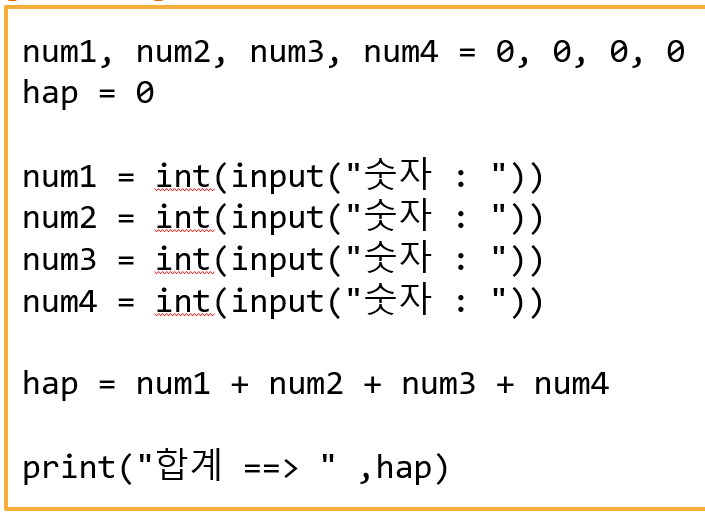 num1, num2, num3, num4 = 0, 0, 0, 0
hap = 0
num1 = int(input("숫자 : "))
num2 = int(input("숫자 : "))
num3 = int(input("숫자 : "))
num4 = int(input("숫자 : "))
hap = num1 + num2 + num3 + num4
print("합계 ==> " ,hap)